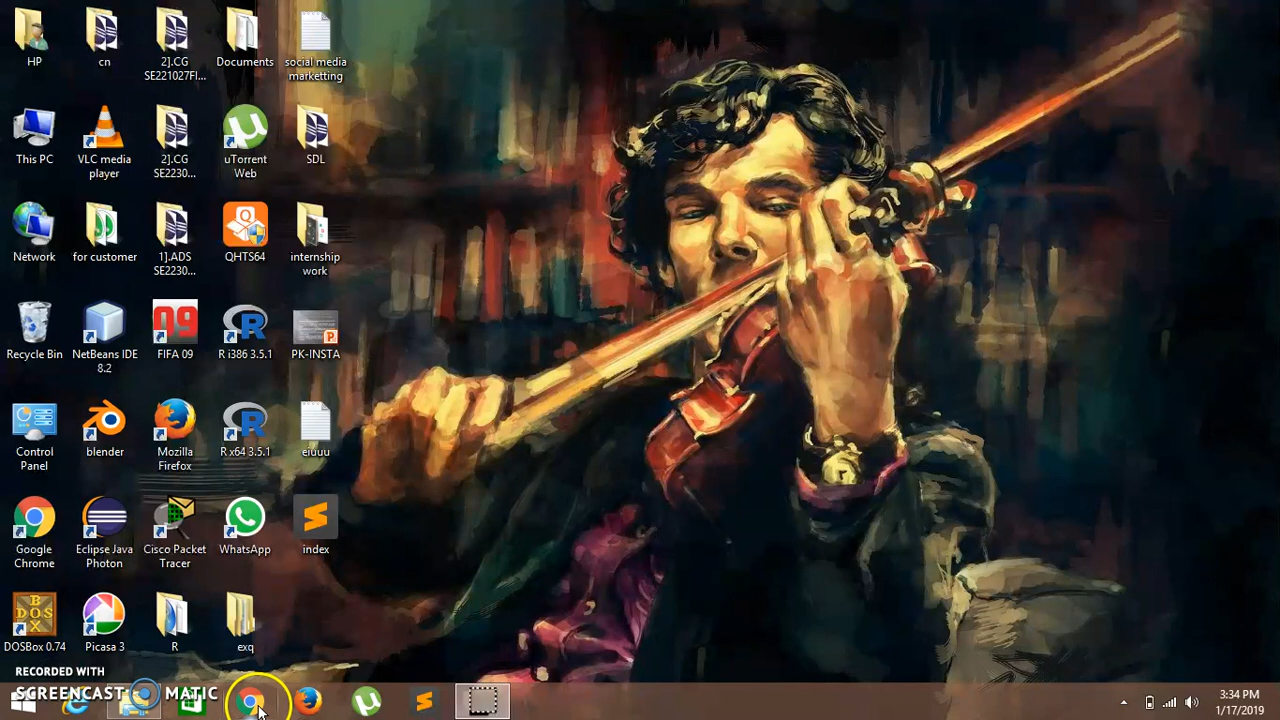 HP
cn
2].CG
SE221027Fl...
Documents
social media
marketting
This PC
VLC media
player
2].CG
SE2230...
uTorrent
Web
SDL
Network
for customer
1].ADS
SE2230...
QHTS64
internship
work
Recycle Bin
NetBeans IDE
8.2
FIFA 09
R i386 3.5.1
PK-INSTA
Control
Panel
blender
Mozilla
Firefox
R x64 3.5.1
eiuuu
Google
Chrome
Eclipse Java
Photon
Cisco Packet
Tracer
WhatsApp
index
DOSBox 0.74
Picasa 3
R
exq
RECORDED WITH
SCREENCAST MATIC
3:34 PM
1/17/2019